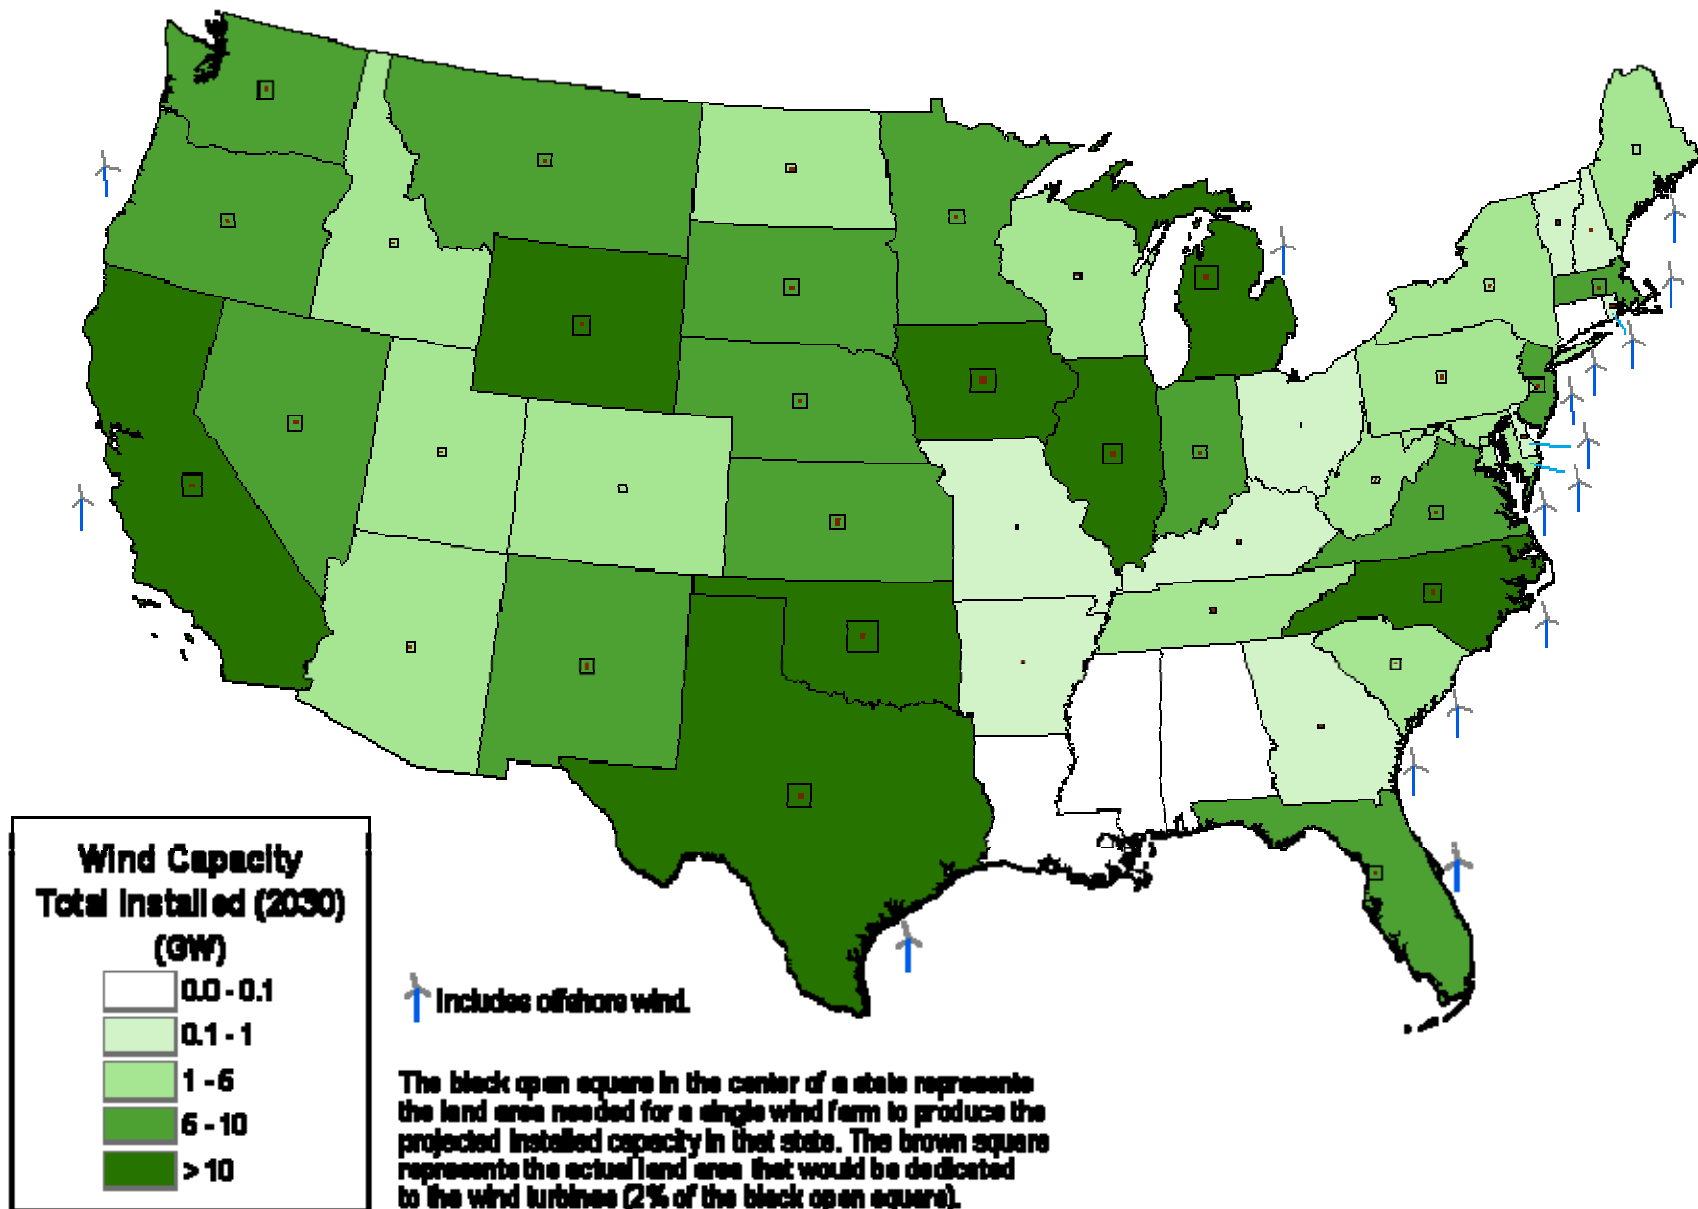 Wind Capacity
Total Installed (2030)
(GW)
0.0 - 0.1
0.1 - 1
1 - 5
5 - 10
> 10
Includes offshore wind.
The black open square in the center of a state represents
the land area needed for a single wind farm to produce the
projected installed capacity in that state. The brown square
represents the actual land area that would be dedicated
to the wind turbines (2% of the black open square).